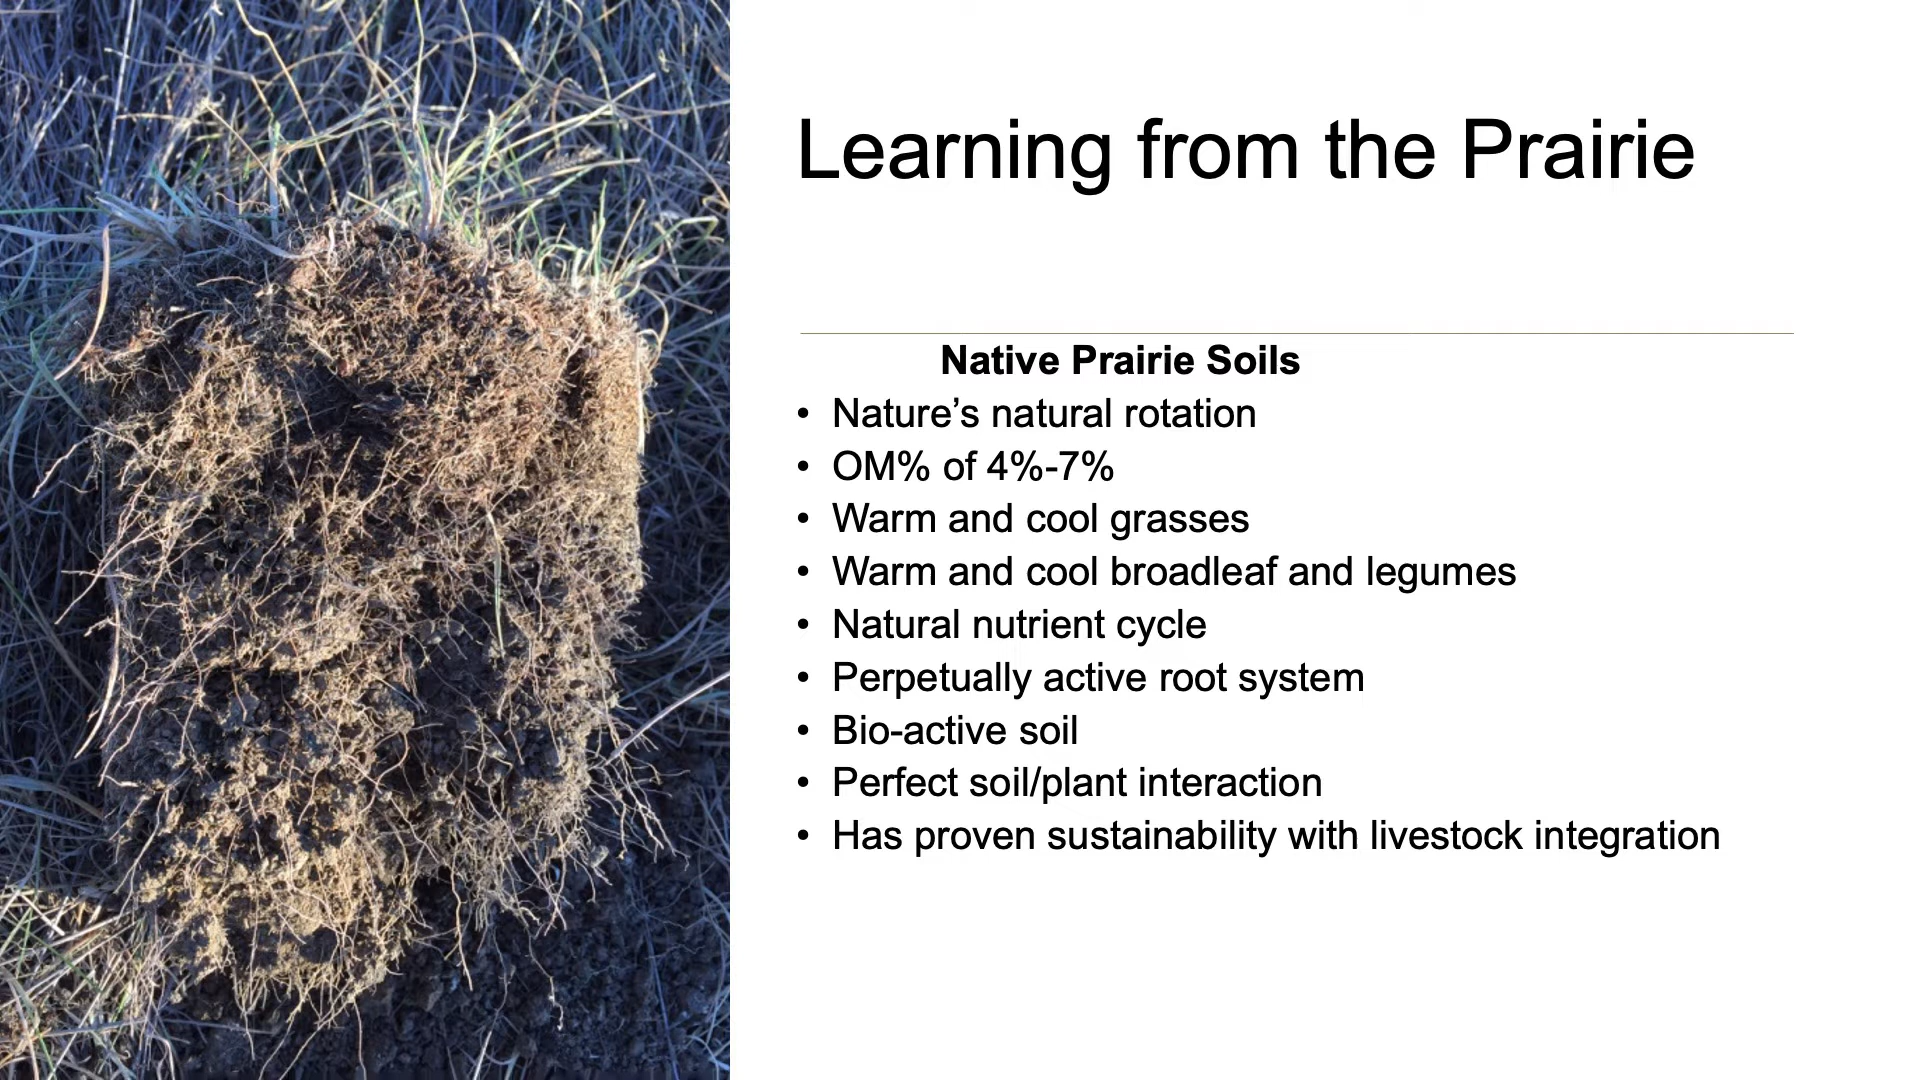 Learning from the Prairie
Native Prairie Soils
• Nature’s natural rotation
• OM% of 4%-7%
• Warm and cool grasses
• Warm and cool broadleaf and legumes
• Natural nutrient cycle
• Perpetually active root system
• Bio-active soil
• Perfect soil/plant interaction
• Has proven sustainability with livestock integration